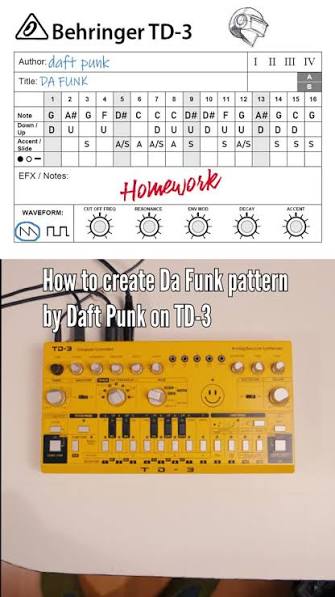 Behringer TD-3
Author: daft punk
I II III IV
Title: DA FUNK
A
B
1 2 3 4 5 6 7 8 9 10 11 12 13 14 15 16
Note G A# G F D# C C C D# D# F G A# G C G
Down / Up D U U D U U D U D D D
Accent / Slide S A/S A A/S A S S A/S S S S
EFX / Notes:
Homework
WAVEFORM:
CUT OFF FREQ RESONANCE ENV MOD DECAY ACCENT
How to create Da Funk pattern
by Daft Punk on TD-3
TD-3
TD-3